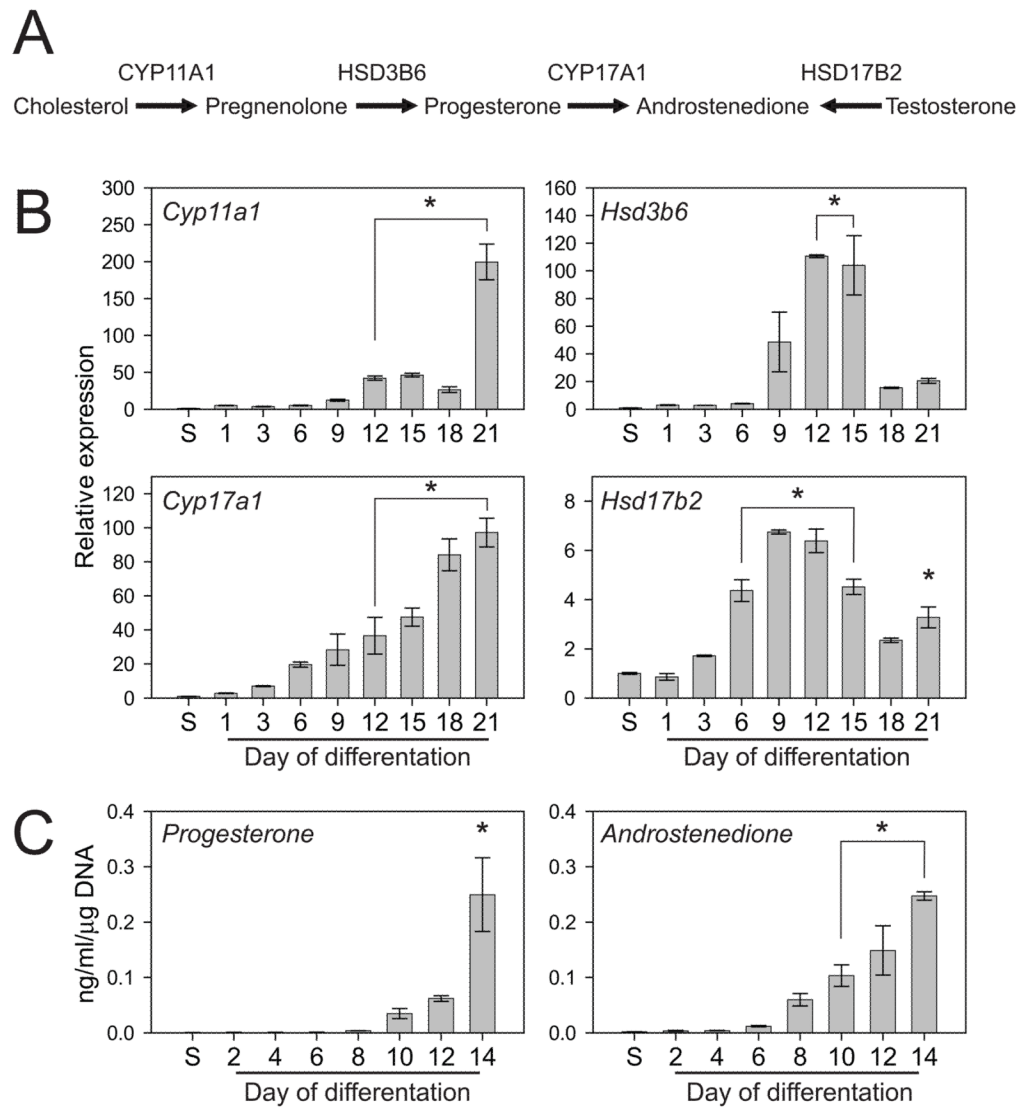 A
CYP11A1 HSD3B6 CYP17A1 HSD17B2
Cholesterol Pregnenolone Progesterone Androstenedione Testosterone
B
Relative expression
Cyp11a1
*
300
250
200
150
100
50
0
S 1 3 6 9 12 15 18 21
Hsd3b6
*
160
140
120
100
80
60
40
20
0
S 1 3 6 9 12 15 18 21
Cyp17a1
*
120
100
80
60
40
20
0
S 1 3 6 9 12 15 18 21
Day of differentation
Hsd17b2
*
*
8
6
4
2
0
S 1 3 6 9 12 15 18 21
Day of differentation
C
ng/ml/µg DNA
Progesterone
*
0.4
0.3
0.2
0.1
0.0
S 2 4 6 8 10 12 14
Day of differentation
Androstenedione
*
0.4
0.3
0.2
0.1
0.0
S 2 4 6 8 10 12 14
Day of differentation